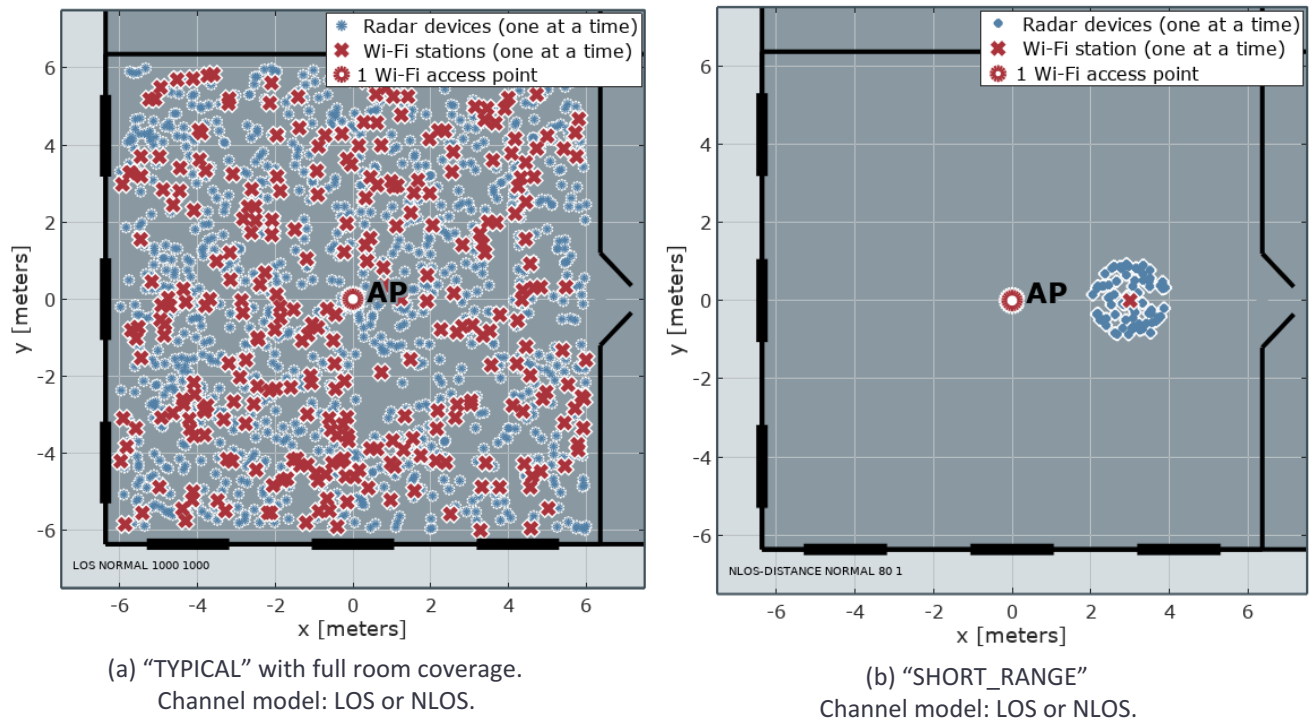 Radar devices (one at a time)
Wi-Fi stations (one at a time)
1 Wi-Fi access point
6
4
2
0
-2
-4
-6
y [meters]
AP
LOS NORMAL 1000 1000
-6 -4 -2 0 2 4 6
x [meters]
(a) “TYPICAL” with full room coverage.
Channel model: LOS or NLOS.
Radar devices (one at a time)
Wi-Fi station (one at a time)
1 Wi-Fi access point
6
4
2
0
-2
-4
-6
y [meters]
AP
NLOS-DISTANCE NORMAL 80 1
-6 -4 -2 0 2 4 6
x [meters]
(b) “SHORT_RANGE”
Channel model: LOS or NLOS.